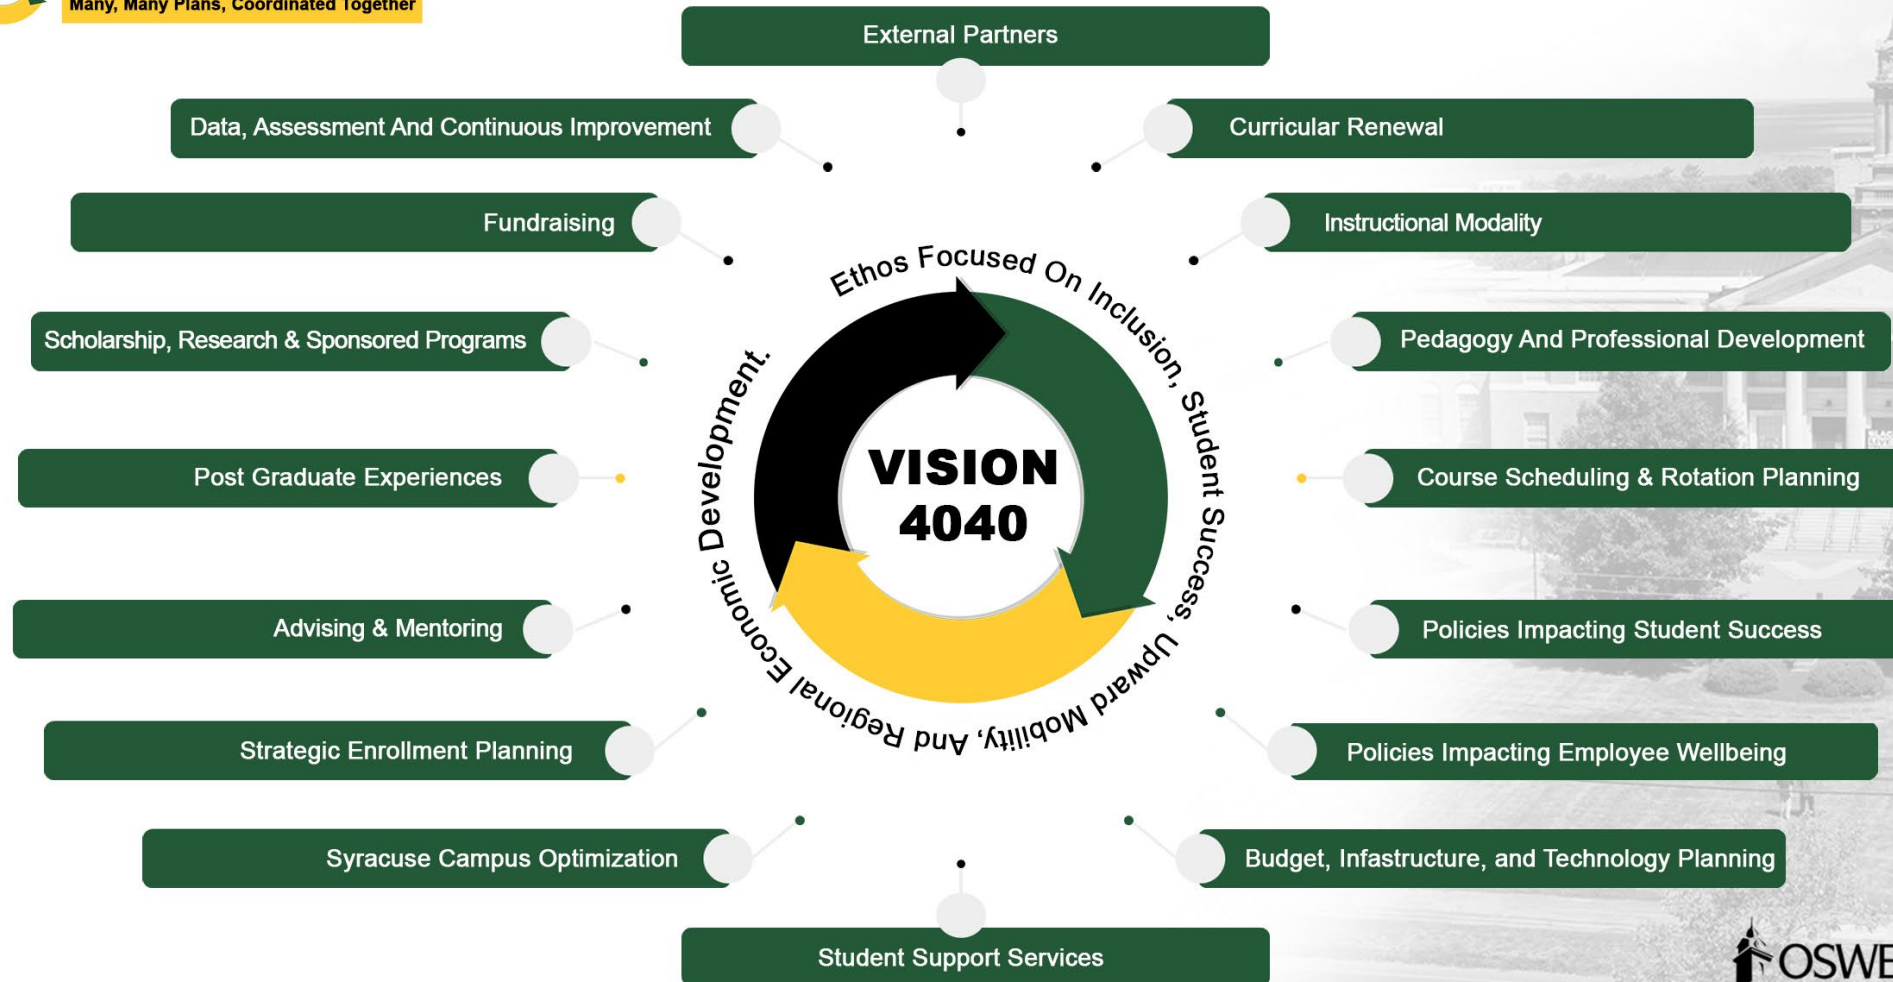 Many, Many Plans, Coordinated Together
External Partners
Data, Assessment And Continuous Improvement
Curricular Renewal
Fundraising
Instructional Modality
Scholarship, Research & Sponsored Programs
Pedagogy And Professional Development
Post Graduate Experiences
Course Scheduling & Rotation Planning
Advising & Mentoring
Policies Impacting Student Success
Strategic Enrollment Planning
Policies Impacting Employee Wellbeing
Syracuse Campus Optimization
Budget, Infastructure, and Technology Planning
Student Support Services
Ethos Focused On Inclusion, Student Success, Upward Mobility, And Regional Economic Development.
VISION
4040
OSWE